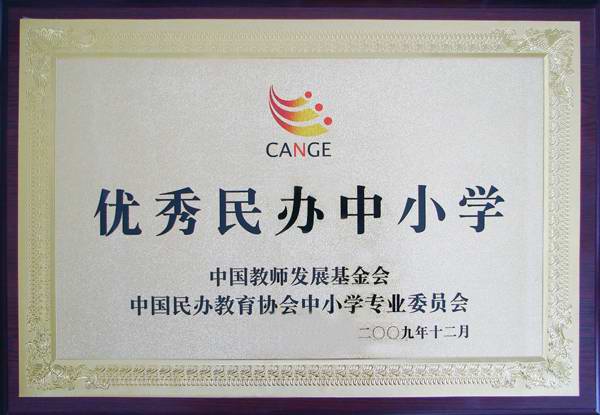 CANGE
优秀民办中小学
中国教师发展基金会
中国民办教育协会中小学专业委员会
二〇〇九年十二月